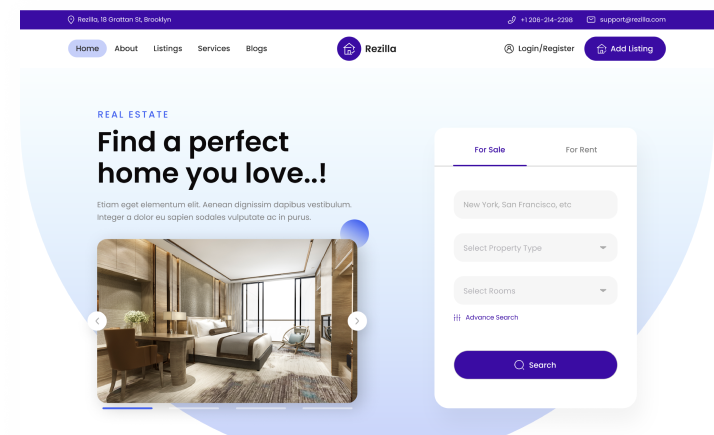 Rezilla, 18 Grattan St, Brooklyn
+1 206-214-2298
support@rezilla.com
Home
About
Listings
Services
Blogs
Rezilla
Login/Register
Add Listing
REAL ESTATE
Find a perfect
home you love..!
Etiam eget elementum elit. Aenean dignissim dapibus vestibulum.
Integer a dolor eu sapien sodales vulputate ac in purus.
For Sale
For Rent
New York, San Francisco, etc
Select Property Type
Select Rooms
Advance Search
Search